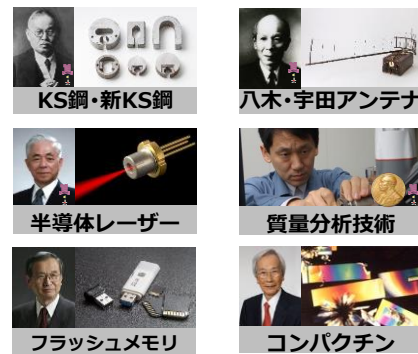 KS鋼・新KS鋼
八木・宇田アンテナ
半導体レーザー
質量分析技術
フラッシュメモリ
コンパクチン